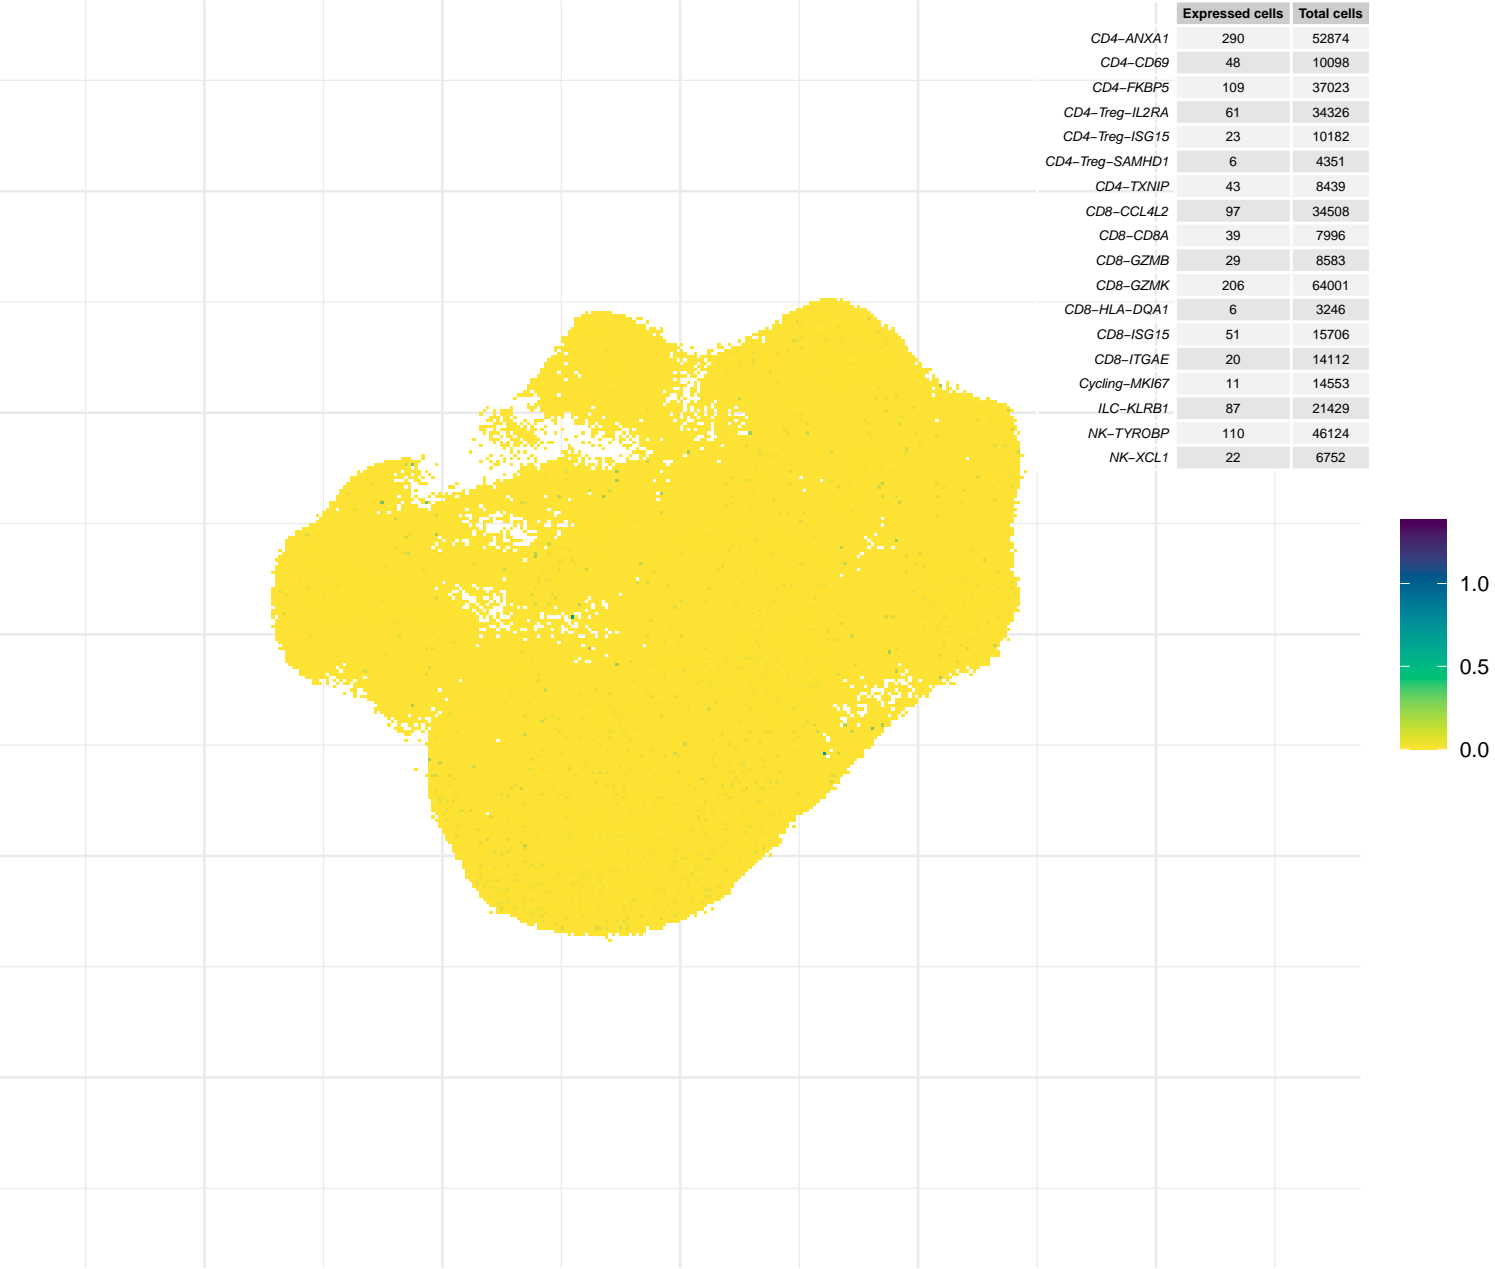 Expressed cells Total cells
CD4−ANXA1 290 52874
CD4−CD69 48 10098
CD4−FKBP5 109 37023
CD4−Treg−IL2RA 61 34326
CD4−Treg−ISG15 23 10182
CD4−Treg−SAMHD1 6 4351
CD4−TXNIP 43 8439
CD8−CCL4L2 97 34508
CD8−CD8A 39 7996
CD8−GZMB 29 8583
CD8−GZMK 206 64001
CD8−HLA−DQA1 6 3246
CD8−ISG15 51 15706
CD8−ITGAE 20 14112
Cycling−MKI67 11 14553
ILC−KLRB1 87 21429
NK−TYROBP 110 46124
NK−XCL1 22 6752
1.0
0.5
0.0